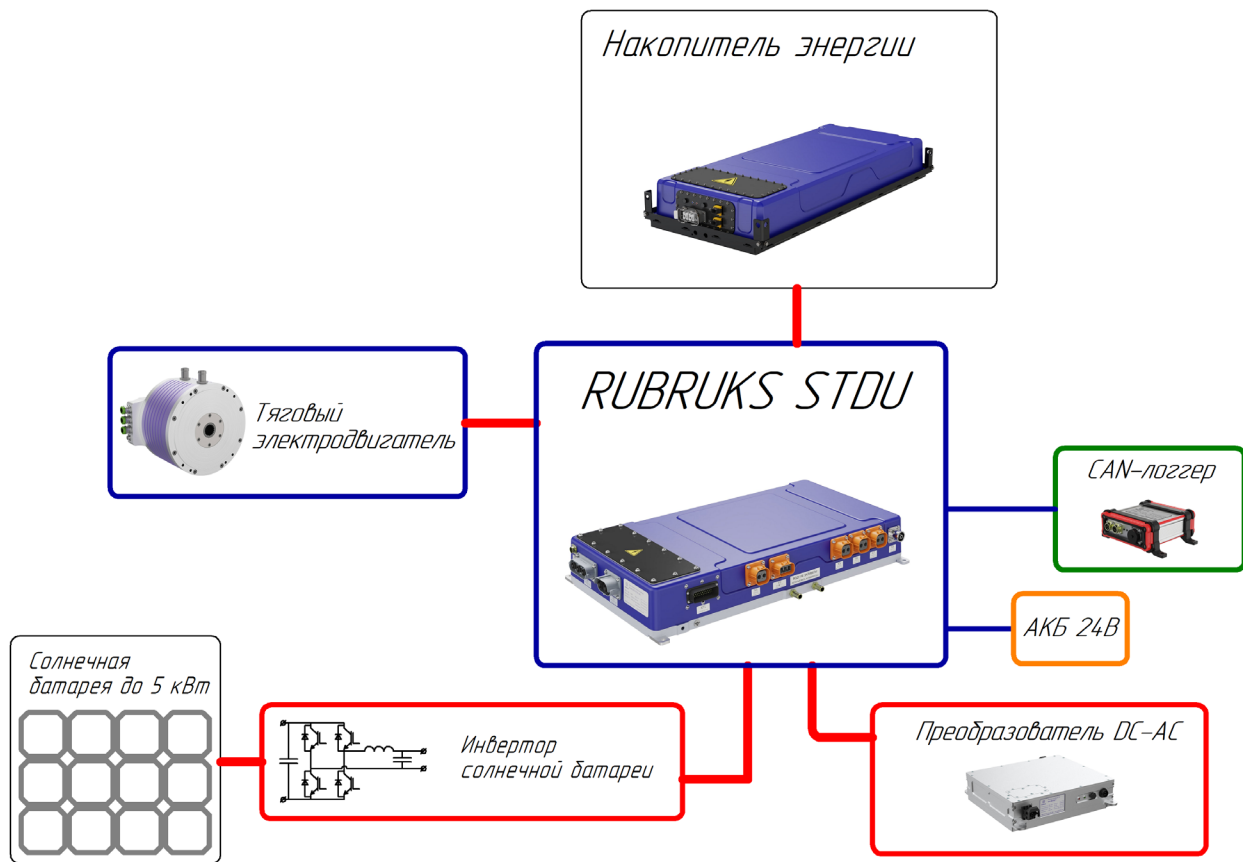 Накопитель энергии
RUBRUKS STDU
Тяговый
электродвигатель
CAN-логгер
АКБ 24В
Солнечная
батарея до 5 кВт
Инвертор
солнечной батареи
Преобразователь DC-AC